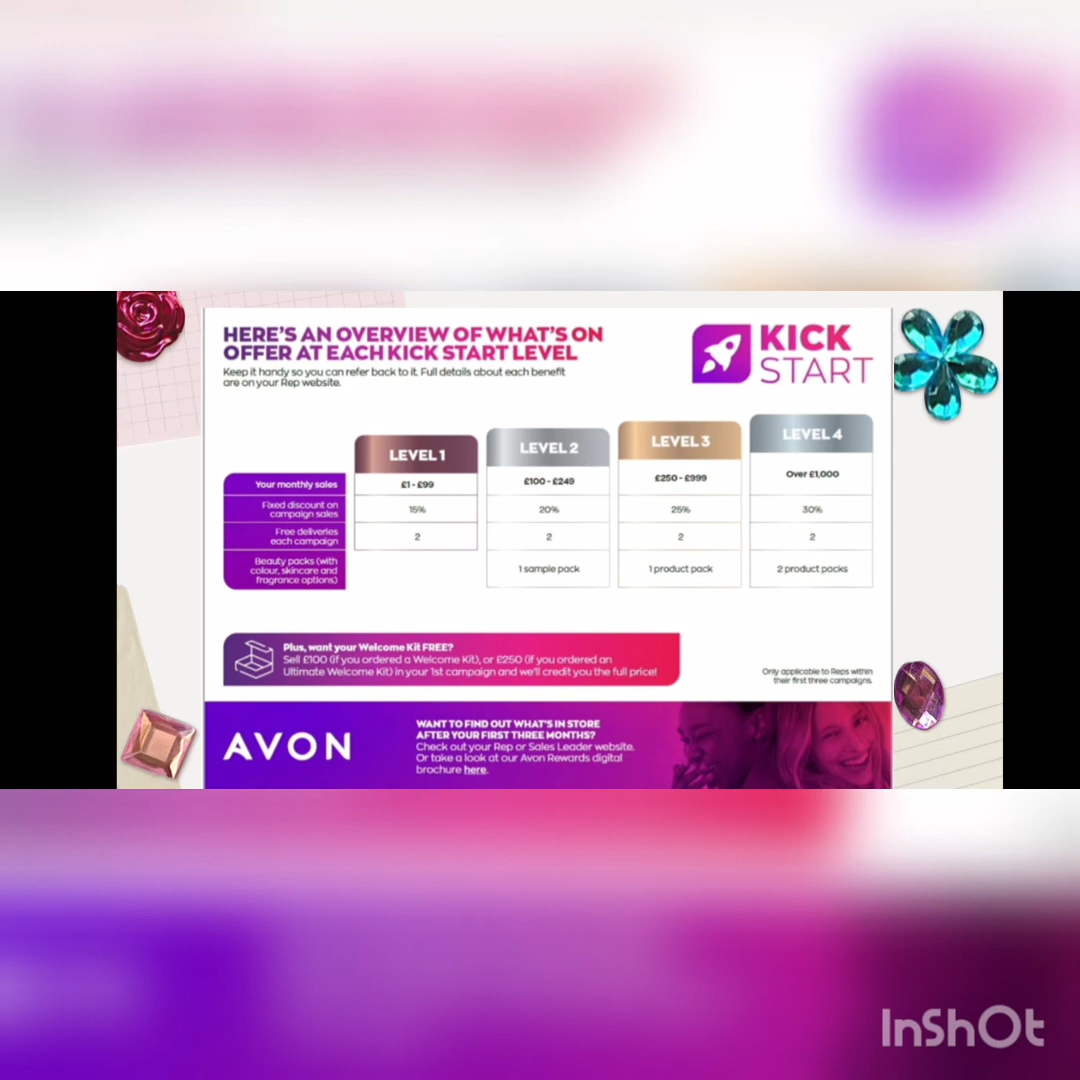 HERE'S AN OVERVIEW OF WHAT'S ON
OFFER AT EACH KICK START LEVEL
Keep it handy so you can refer back to it. Full details about each benefit
are on your Rep website.
KICK
START
LEVEL 1
LEVEL 2
LEVEL 3
LEVEL 4
Your monthly sales
£1 - £99
£100 - £249
£250 - £999
Over £1,000
Fixed discount on
campaign sales
15%
20%
25%
30%
Free deliveries
each campaign
2
2
2
2
Beauty packs (with
colour, skincare and
fragrance options)
1 sample pack
1 product pack
2 product packs
Plus, want your Welcome Kit FREE?
Sell £100 (if you ordered a Welcome Kit), or £250 (if you ordered an
Ultimate Welcome Kit) in your 1st campaign and we'll credit you the full price!
Only applicable to Reps within
their first three campaigns.
AVON
WANT TO FIND OUT WHAT'S IN STORE
AFTER YOUR FIRST THREE MONTHS?
Check out your Rep or Sales Leader website.
Or take a look at our Avon Rewards digital
brochure here.
InShOt